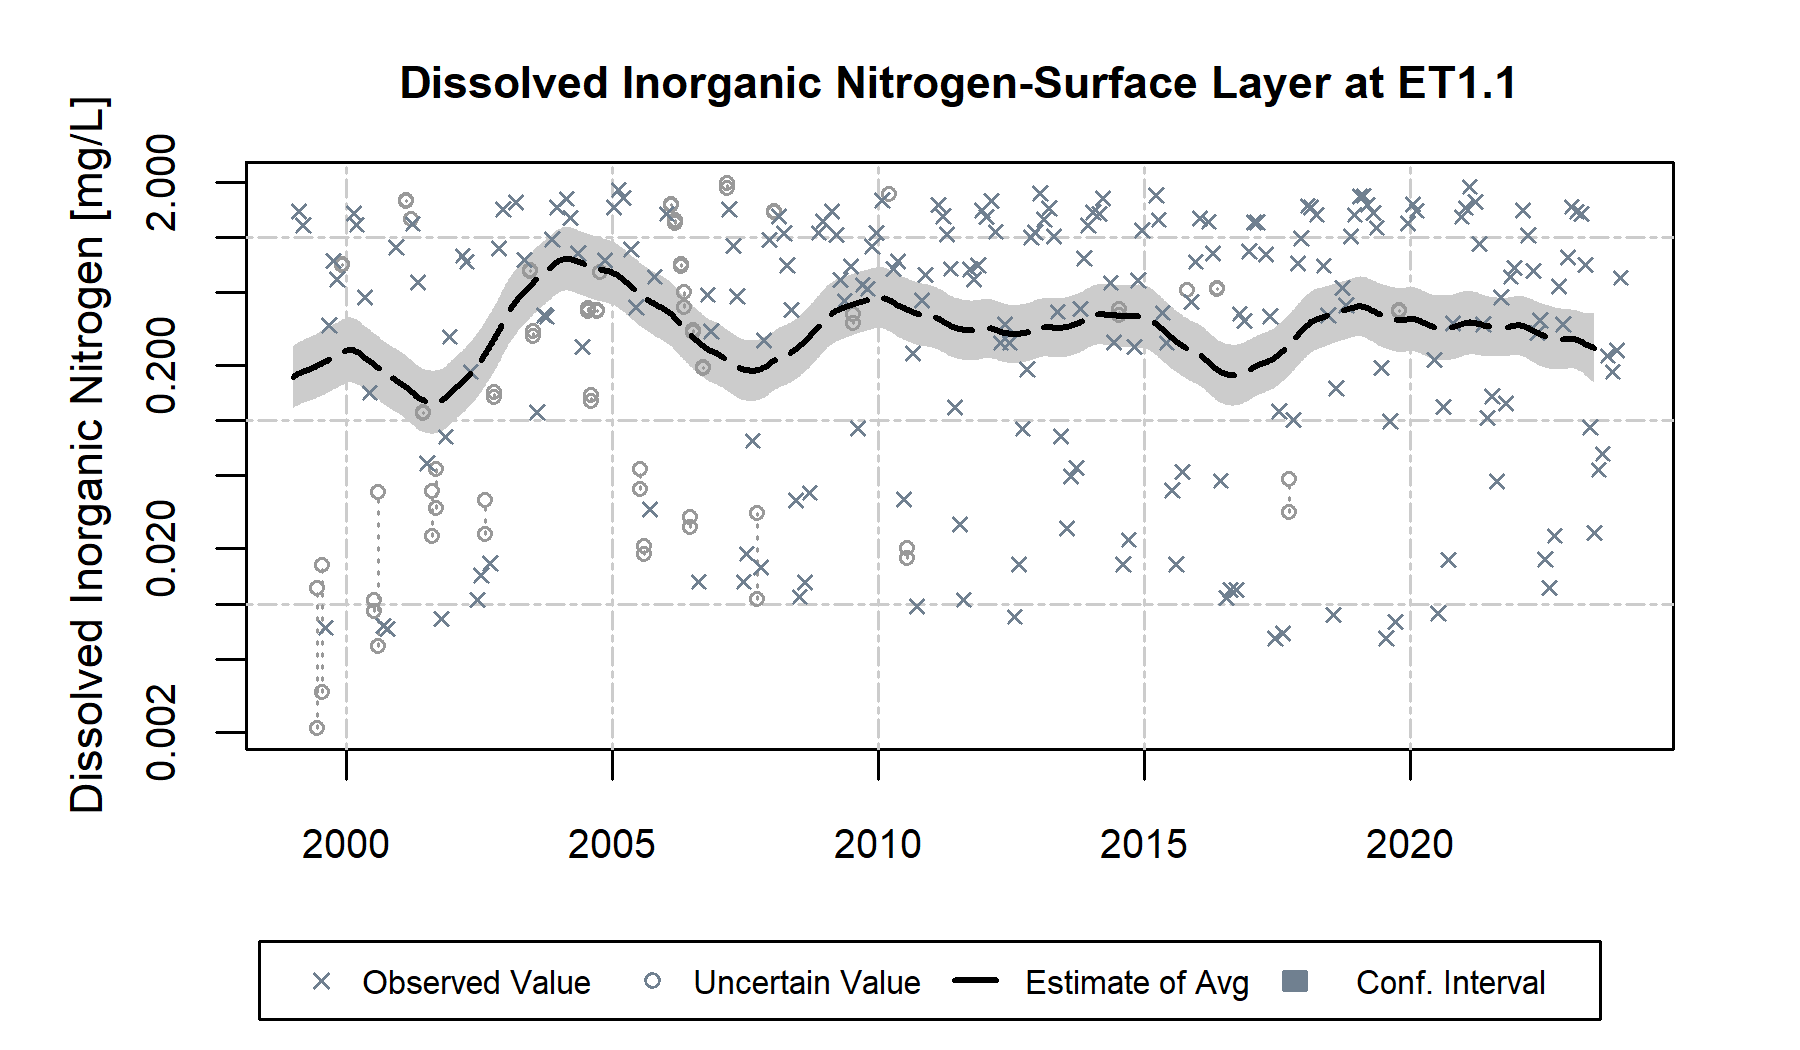 Dissolved Inorganic Nitrogen-Surface Layer at ET1.1
Dissolved Inorganic Nitrogen [mg/L]
2.000
0.200
0.020
0.002
2000 2005 2010 2015 2020
Observed Value Uncertain Value Estimate of Avg Conf. Interval